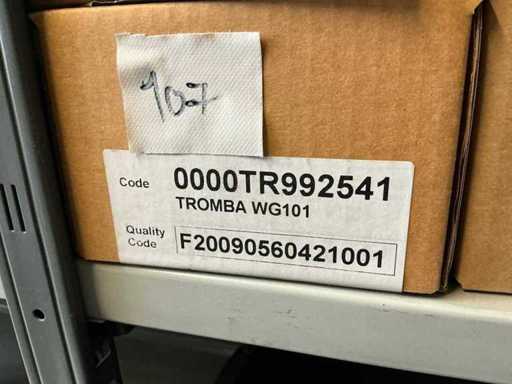 907
Code 0000TR992541
TROMBA WG101
Quality Code F20090560421001